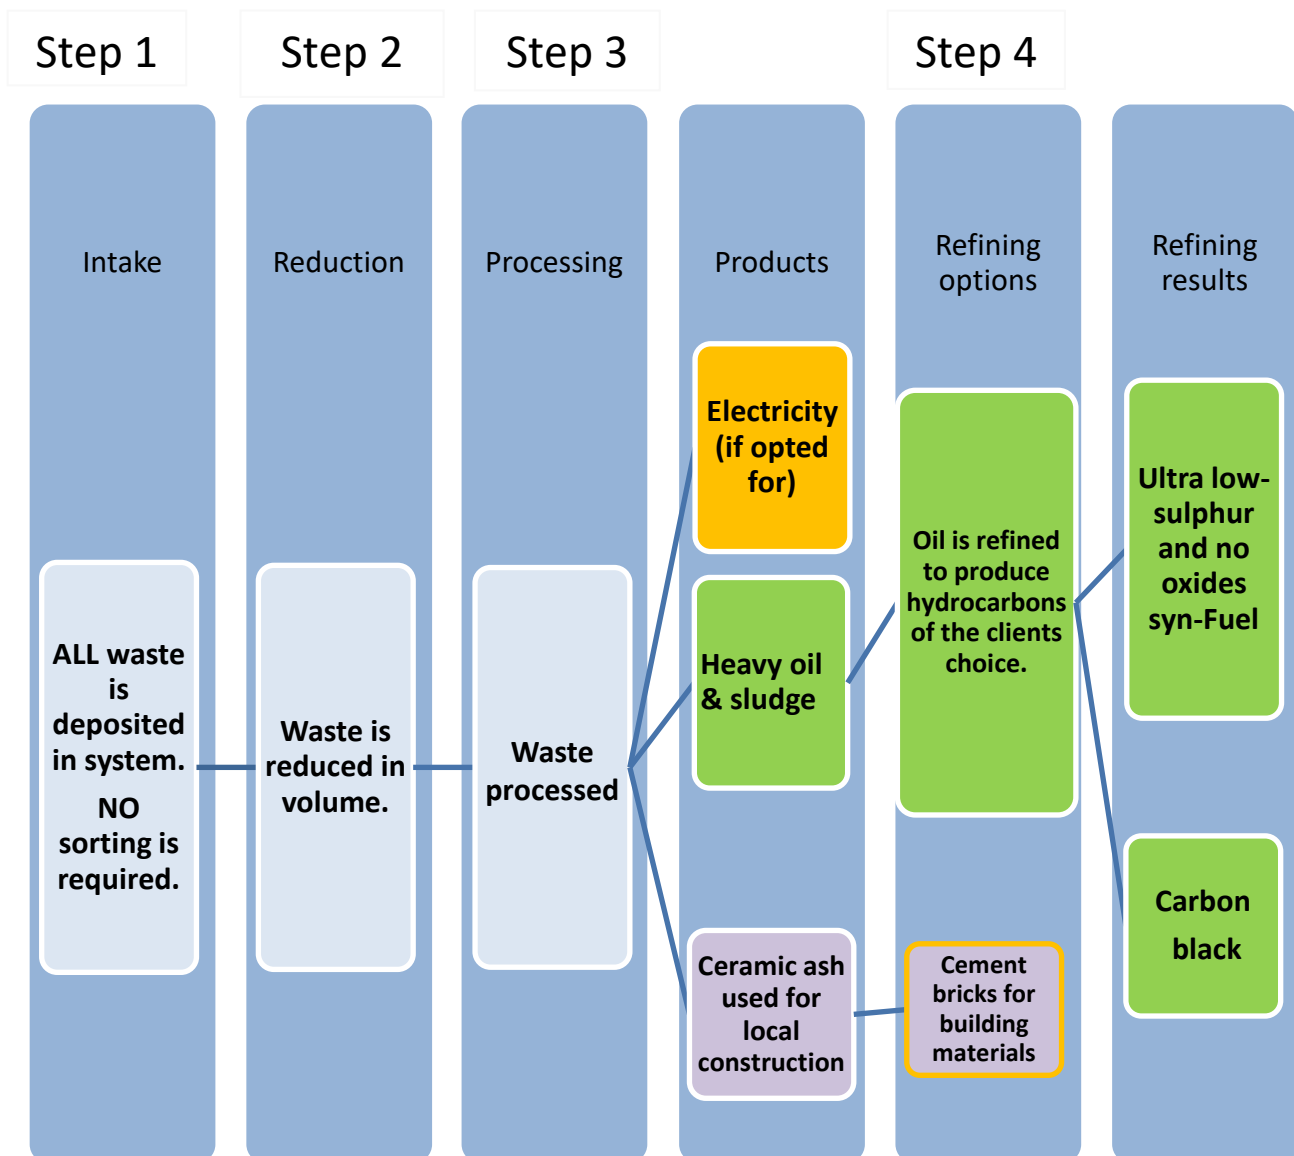 Step 1
Step 2
Step 3
Step 4
Intake
Reduction
Processing
Products
Refining
options
Refining
results
ALL waste
is
deposited
in system.
NO
sorting is
required.
Waste is
reduced in
volume.
Waste
processed
Electricity
(if opted
for)
Heavy oil
& sludge
Ceramic ash
used for
local
construction
Oil is refined
to produce
hydrocarbons
of the clients
choice.
Cement
bricks for
building
materials
Ultra low-
sulphur
and no
oxides
syn-Fuel
Carbon
black